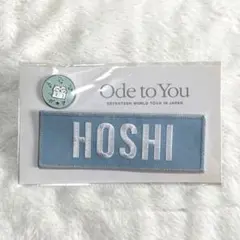 Ode to You
SEVENTEEN WORLD TOUR IN JAPAN
HOSHI